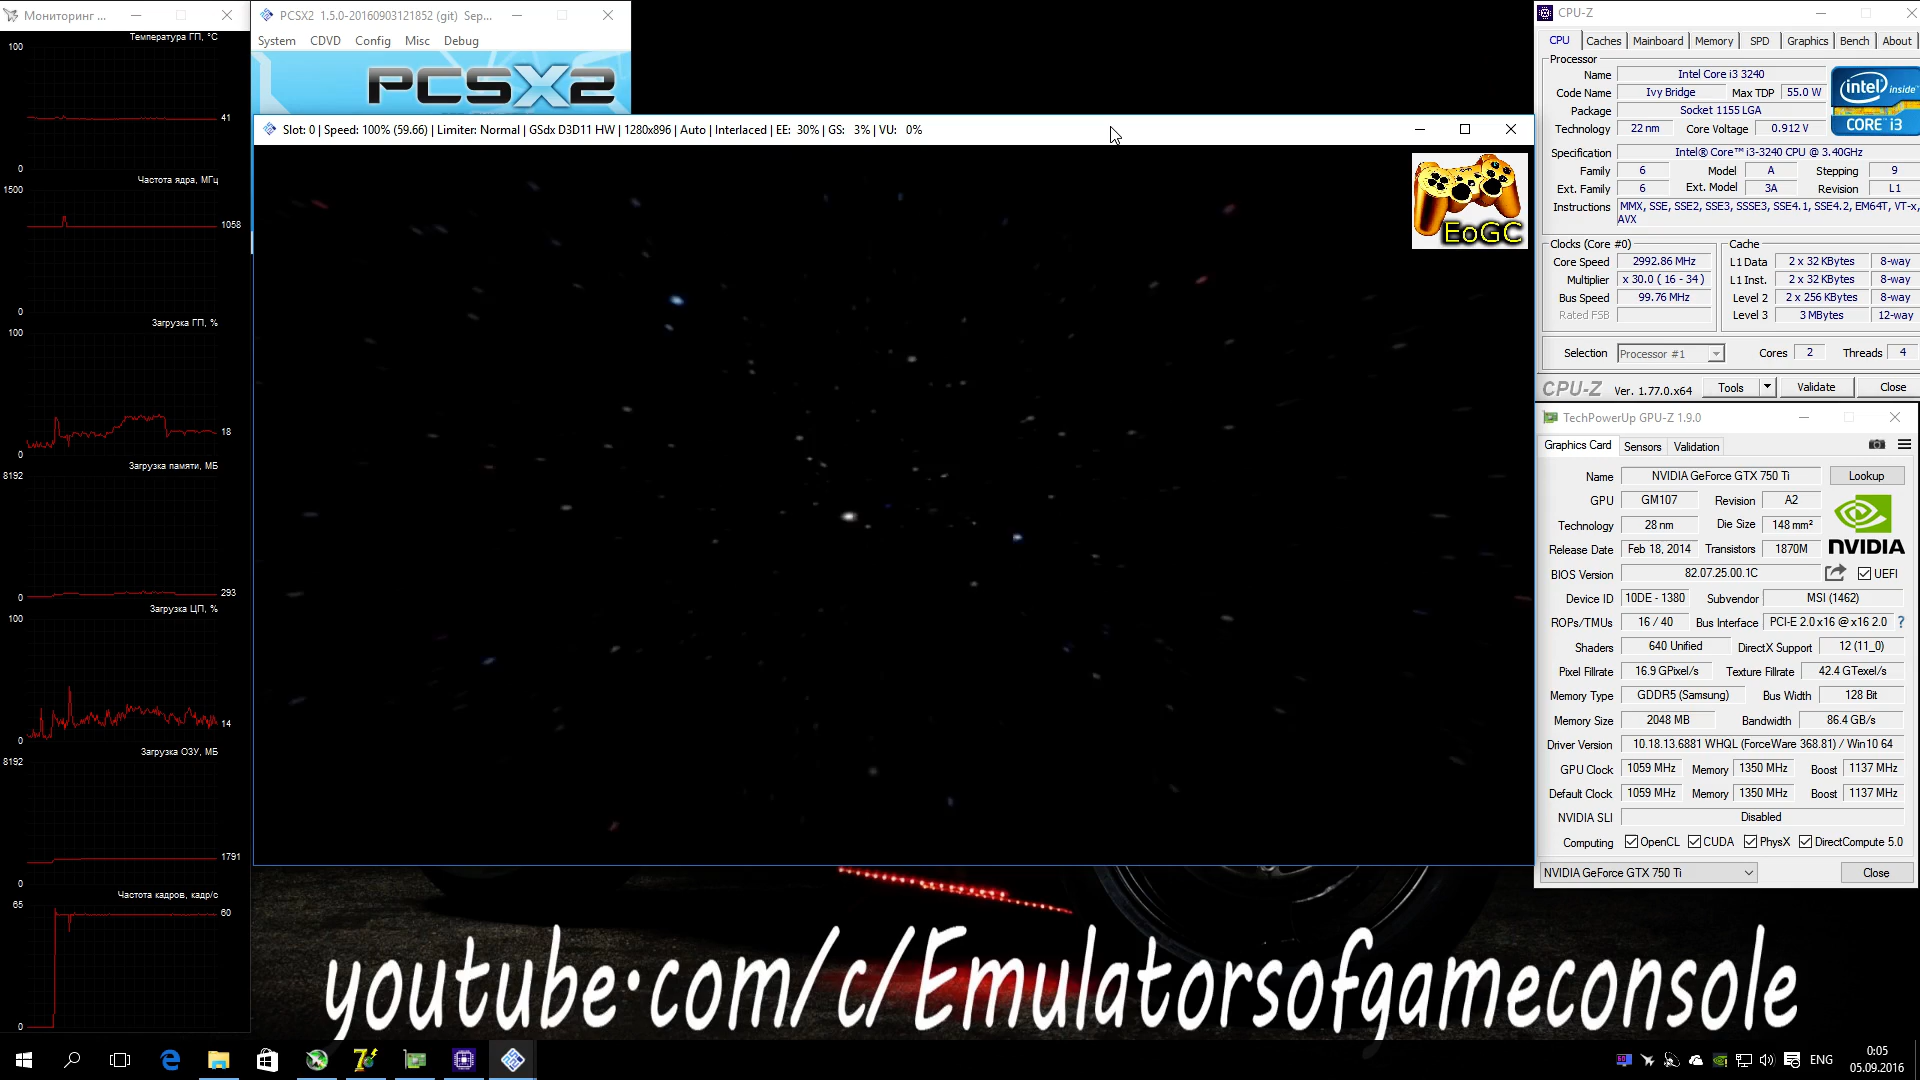 Мониторинг ...
Температура ГП, °C
100
41
0
Частота ядра, МГц
1500
1058
0
Загрузка ГП, %
100
18
0
Загрузка памяти, МБ
8192
293
0
Загрузка ЦП, %
100
14
0
Загрузка ОЗУ, МБ
8192
1791
0
Частота кадров, кадр/с
65
60
0
PCSX2 1.5.0-20160903121852 (git) Sep...
System CDVD Config Misc Debug
PCSX2
Slot: 0 | Speed: 100% (59.66) | Limiter: Normal | GSdx D3D11 HW | 1280x896 | Auto | Interlaced | EE: 30% | GS: 3% | VU: 0%
EoGC
CPU-Z
CPU Caches Mainboard Memory SPD Graphics Bench About
Processor
Name Intel Core i3 3240
Code Name Ivy Bridge Max TDP 55.0 W
Package Socket 1155 LGA
Technology 22 nm Core Voltage 0.912 V
intel inside™
CORE i3
Specification Intel® Core™ i3-3240 CPU @ 3.40GHz
Family 6 Model A Stepping 9
Ext. Family 6 Ext. Model 3A Revision L1
Instructions MMX, SSE, SSE2, SSE3, SSSE3, SSE4.1, SSE4.2, EM64T, VT-x,
AVX
Clocks (Core #0)
Core Speed 2992.86 MHz
Multiplier x 30.0 ( 16 - 34 )
Bus Speed 99.76 MHz
Rated FSB
Cache
L1 Data 2 x 32 KBytes 8-way
L1 Inst. 2 x 32 KBytes 8-way
Level 2 2 x 256 KBytes 8-way
Level 3 3 MBytes 12-way
Selection Processor #1 Cores 2 Threads 4
CPU-Z Ver. 1.77.0.x64 Tools Validate Close
TechPowerUp GPU-Z 1.9.0
Graphics Card Sensors Validation
Name NVIDIA GeForce GTX 750 Ti Lookup
GPU GM107 Revision A2
Technology 28 nm Die Size 148 mm²
Release Date Feb 18, 2014 Transistors 1870M
NVIDIA
BIOS Version 82.07.25.00.1C UEFI
Device ID 10DE - 1380 Subvendor MSI (1462)
ROPs/TMUs 16 / 40 Bus Interface PCI-E 2.0 x16 @ x16 2.0 ?
Shaders 640 Unified DirectX Support 12 (11_0)
Pixel Fillrate 16.9 GPixel/s Texture Fillrate 42.4 GTexel/s
Memory Type GDDR5 (Samsung) Bus Width 128 Bit
Memory Size 2048 MB Bandwidth 86.4 GB/s
Driver Version 10.18.13.6881 WHQL (ForceWare 368.81) / Win10 64
GPU Clock 1059 MHz Memory 1350 MHz Boost 1137 MHz
Default Clock 1059 MHz Memory 1350 MHz Boost 1137 MHz
NVIDIA SLI Disabled
Computing OpenCL CUDA PhysX DirectCompute 5.0
NVIDIA GeForce GTX 750 Ti Close
youtube.com/c/Emulatorsofgameconsole
ENG
0:05
05.09.2016